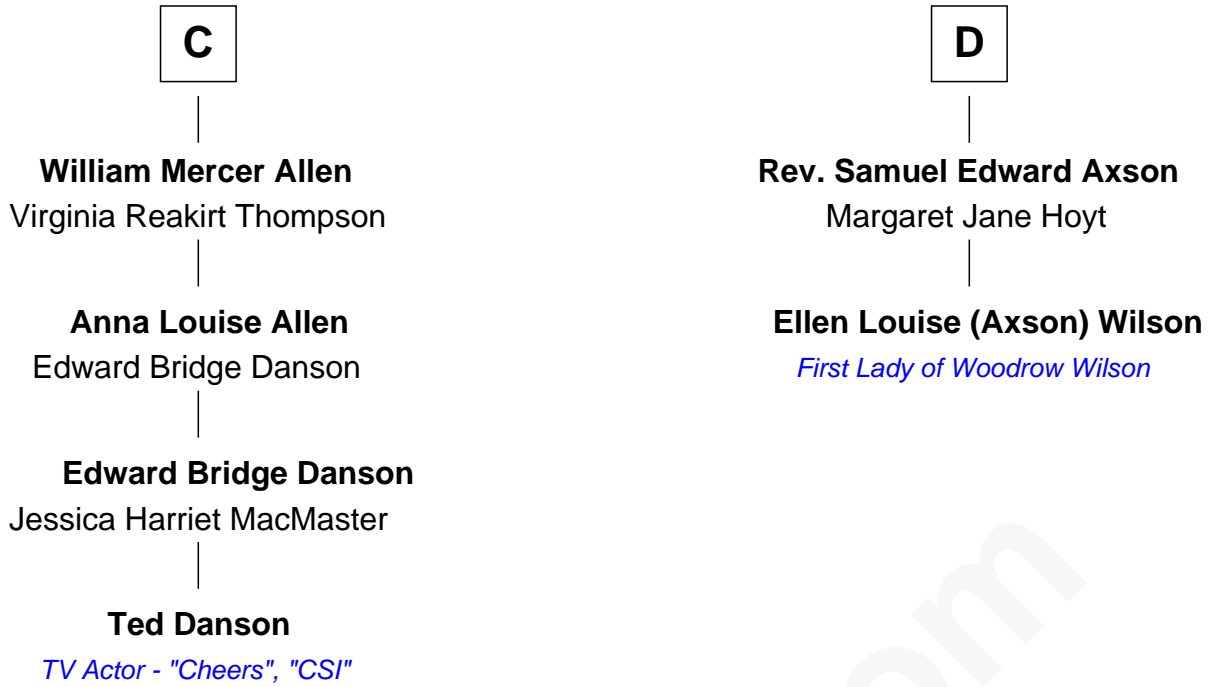 C
William Mercer Allen
Virginia Reakirt Thompson
Anna Louise Allen
Edward Bridge Danson
Edward Bridge Danson
Jessica Harriet MacMaster
Ted Danson
TV Actor - "Cheers", "CSI"
D
Rev. Samuel Edward Axson
Margaret Jane Hoyt
Ellen Louise (Axson) Wilson
First Lady of Woodrow Wilson
om